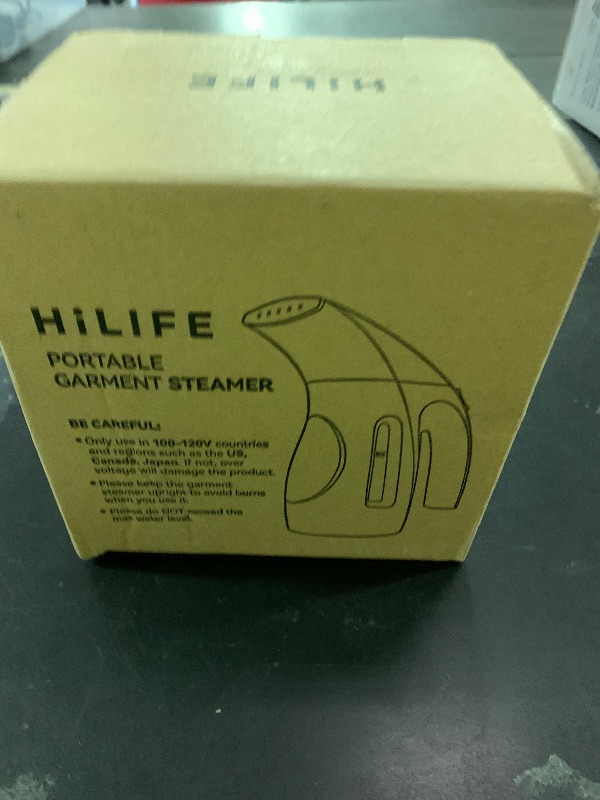 HiLIFE
HiLIFE
PORTABLE
GARMENT STEAMER
BE CAREFUL:
• Only use in 100-120V countries
and regions such as the US,
Canada, Japan. If not, over
voltage will damage the product.
• Please keep the garment
steamer upright to avoid burns
when you use it.
• Please do NOT exceed the
max water level.